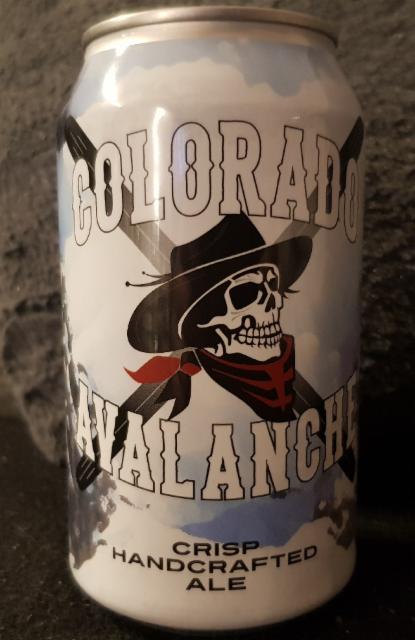 COLORADO
AVALANCHE
CRISP
HANDCRAFTED
ALE